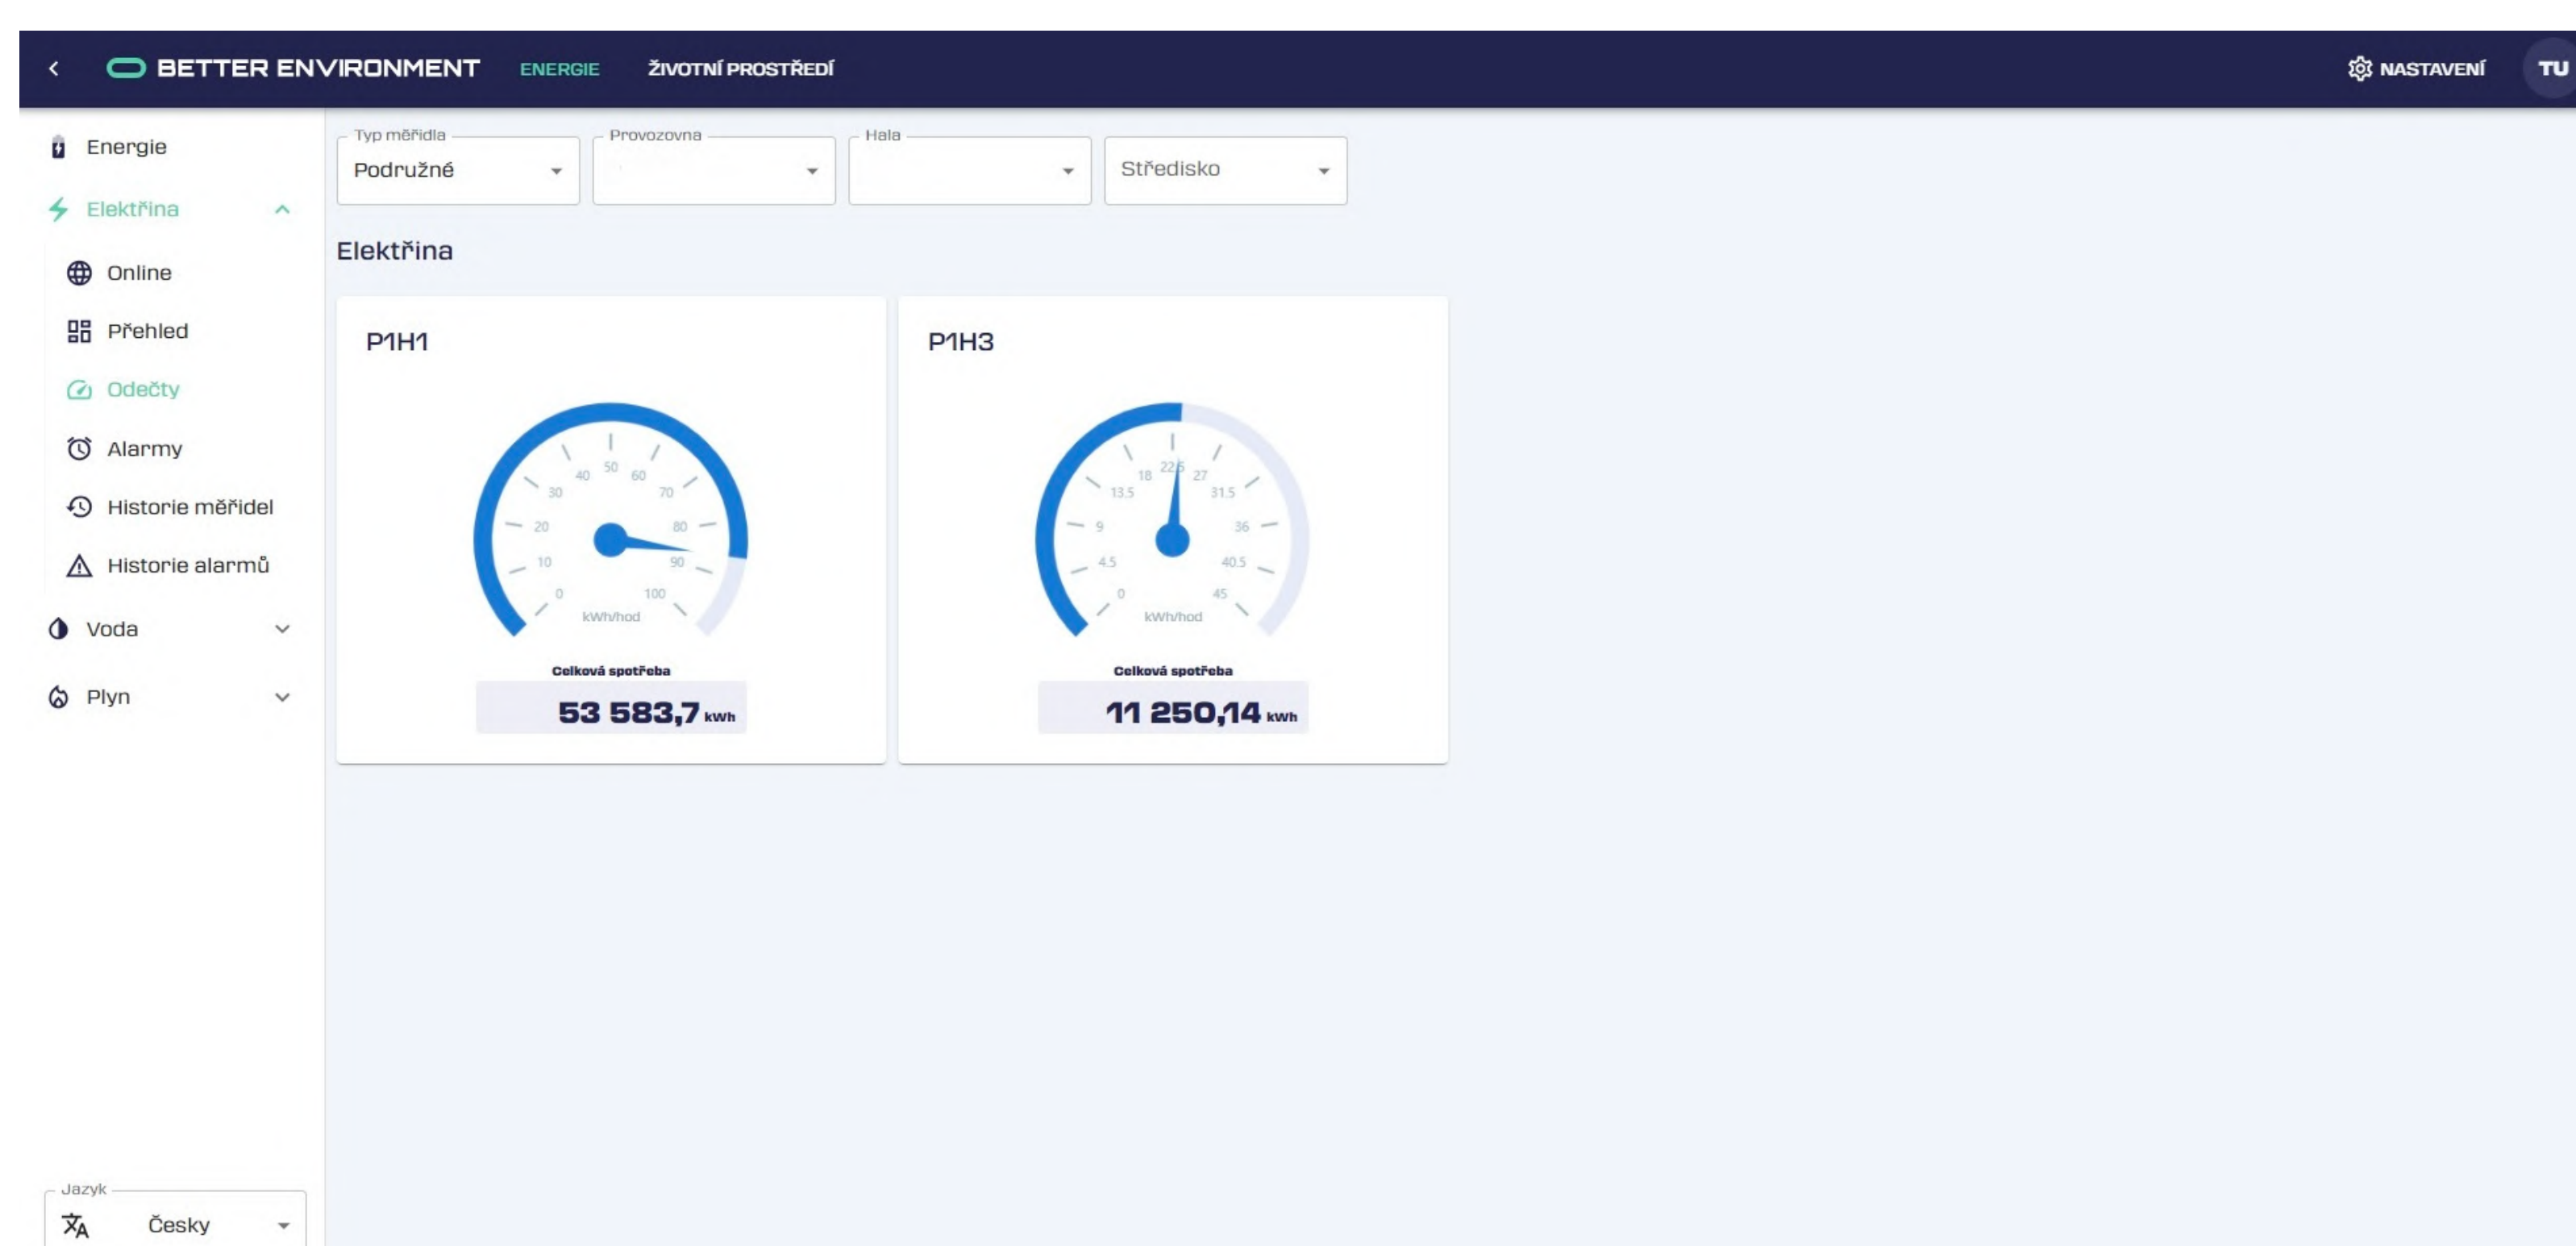 BETTER ENVIRONMENT ENERGIE ŽIVOTNÍ PROSTŘEDÍ NASTAVENÍ TU
Energie
Elektřina
Online
Přehled
Odečty
Alarmy
Historie měřidel
Historie alarmů
Voda
Plyn
Jazyk
Česky
Typ měřidla
Podružné
Provozovna
Hala
Středisko
Elektřina
P1H1
0
10
20
30
40
50
60
70
80
90
100
kWh/hod
Celková spotřeba
53 583,7 kWh
P1H3
0
4.5
9
13.5
18
22.5
27
31.5
36
40.5
45
kWh/hod
Celková spotřeba
11 250,14 kWh